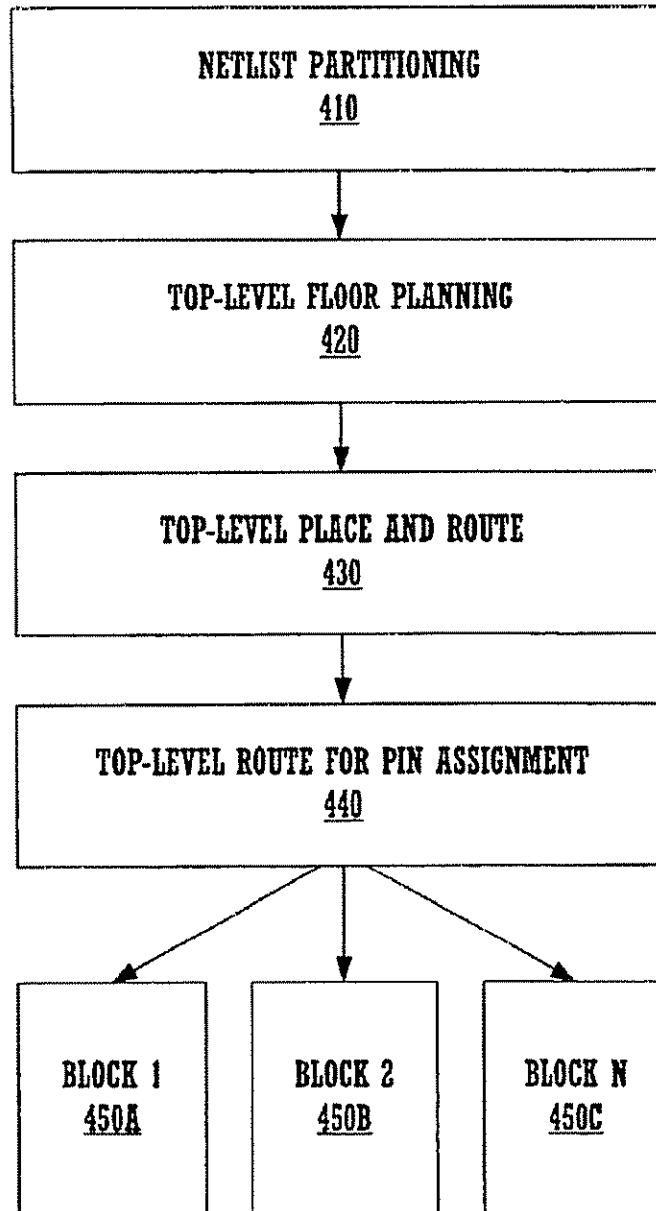 NETLIST PARTITIONING
410
TOP-LEVEL FLOOR PLANNING
420
TOP-LEVEL PLACE AND ROUTE
430
TOP-LEVEL ROUTE FOR PIN ASSIGNMENT
440
BLOCK 1
450A
BLOCK 2
450B
BLOCK N
450C